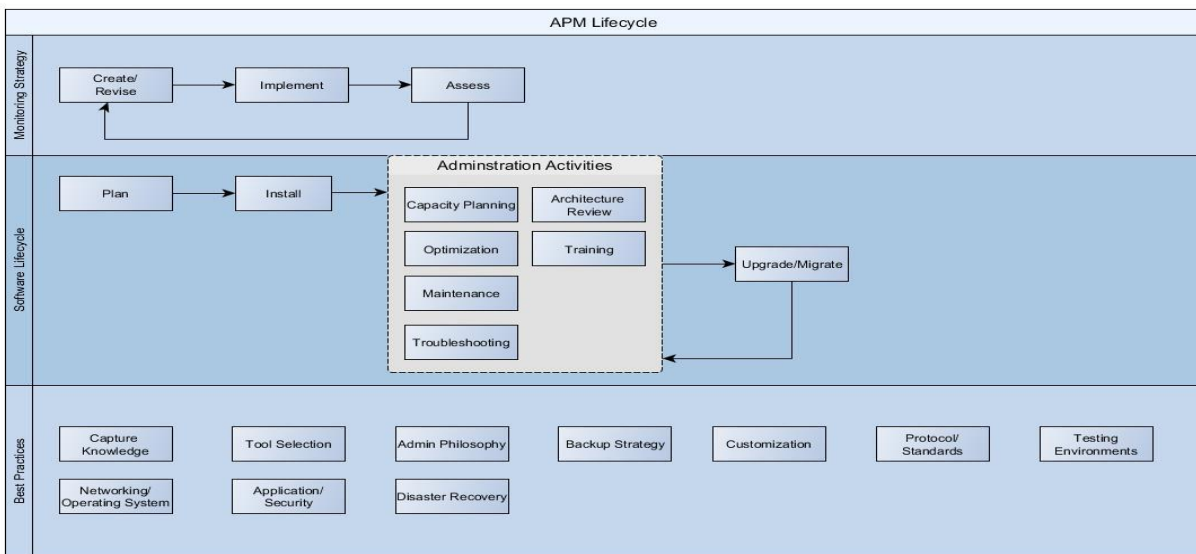 APM Lifecycle
Monitoring Strategy
Create/
Revise
Implement
Assess
Software Lifecycle
Plan
Install
Adminstration Activities
Capacity Planning
Architecture
Review
Optimization
Training
Maintenance
Troubleshooting
Upgrade/Migrate
Best Practices
Capture
Knowledge
Tool Selection
Admin Philosophy
Backup Strategy
Customization
Protocol/
Standards
Testing
Environments
Networking/
Operating System
Application/
Security
Disaster Recovery